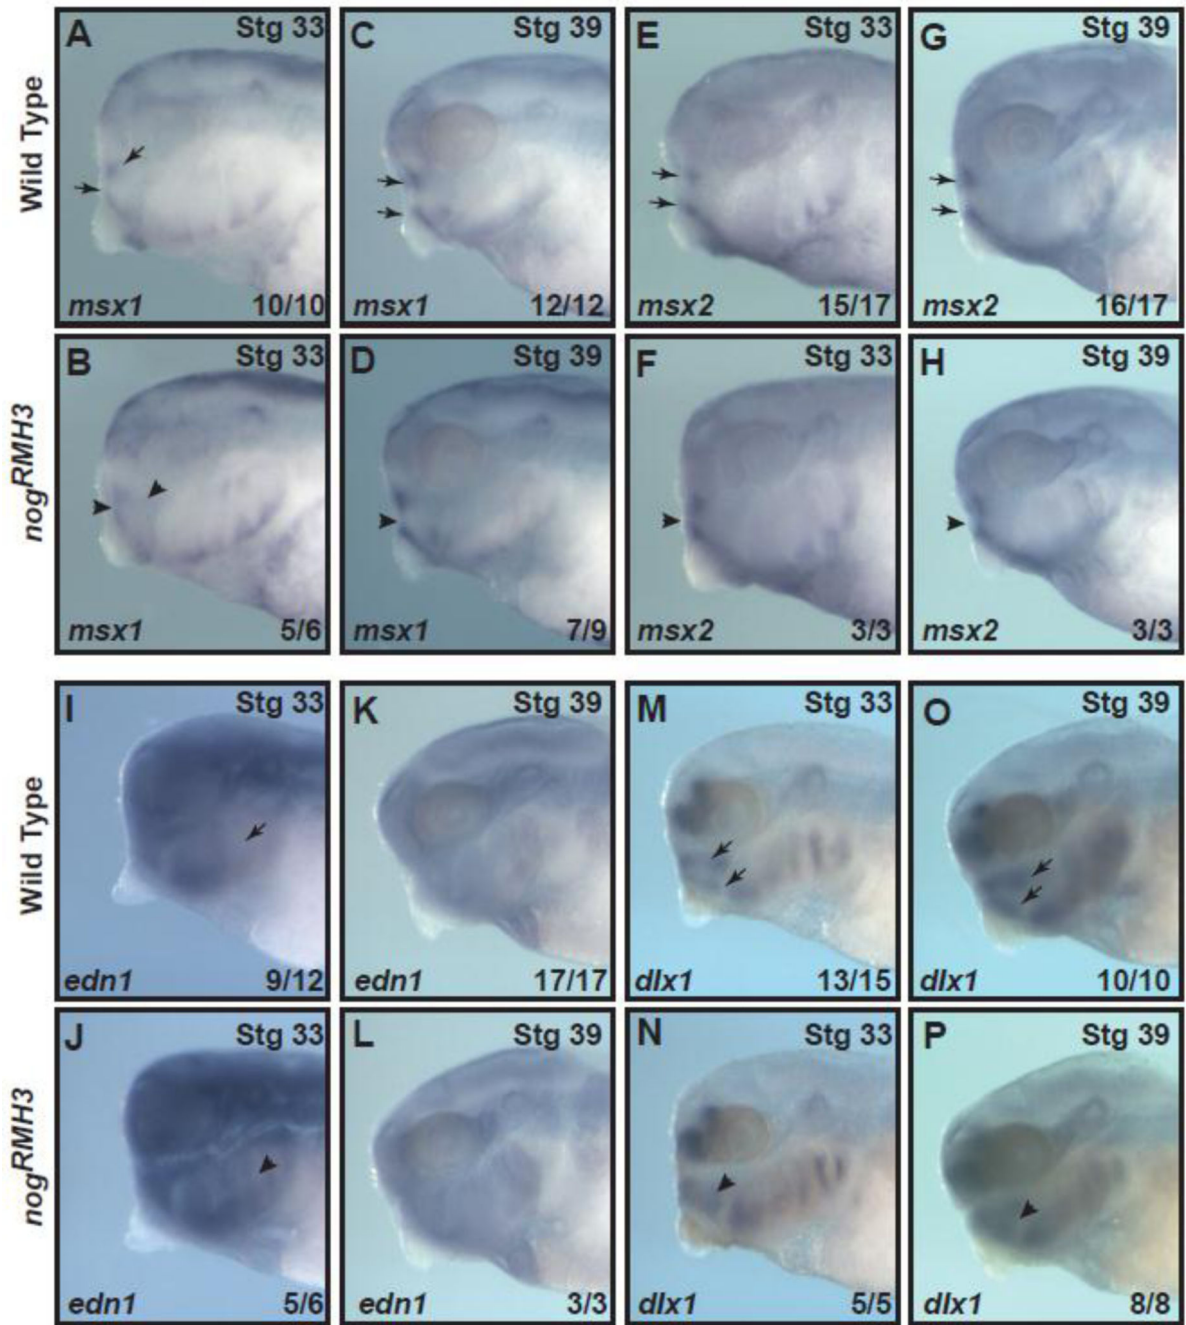 Wild Type
A Stg 33
msx1 10/10
C Stg 39
msx1 12/12
E Stg 33
msx2 15/17
G Stg 39
msx2 16/17
nogRMH3
B Stg 33
msx1 5/6
D Stg 39
msx1 7/9
F Stg 33
msx2 3/3
H Stg 39
msx2 3/3
Wild Type
I Stg 33
edn1 9/12
K Stg 39
edn1 17/17
M Stg 33
dlx1 13/15
O Stg 39
dlx1 10/10
nogRMH3
J Stg 33
edn1 5/6
L Stg 39
edn1 3/3
N Stg 33
dlx1 5/5
P Stg 39
dlx1 8/8